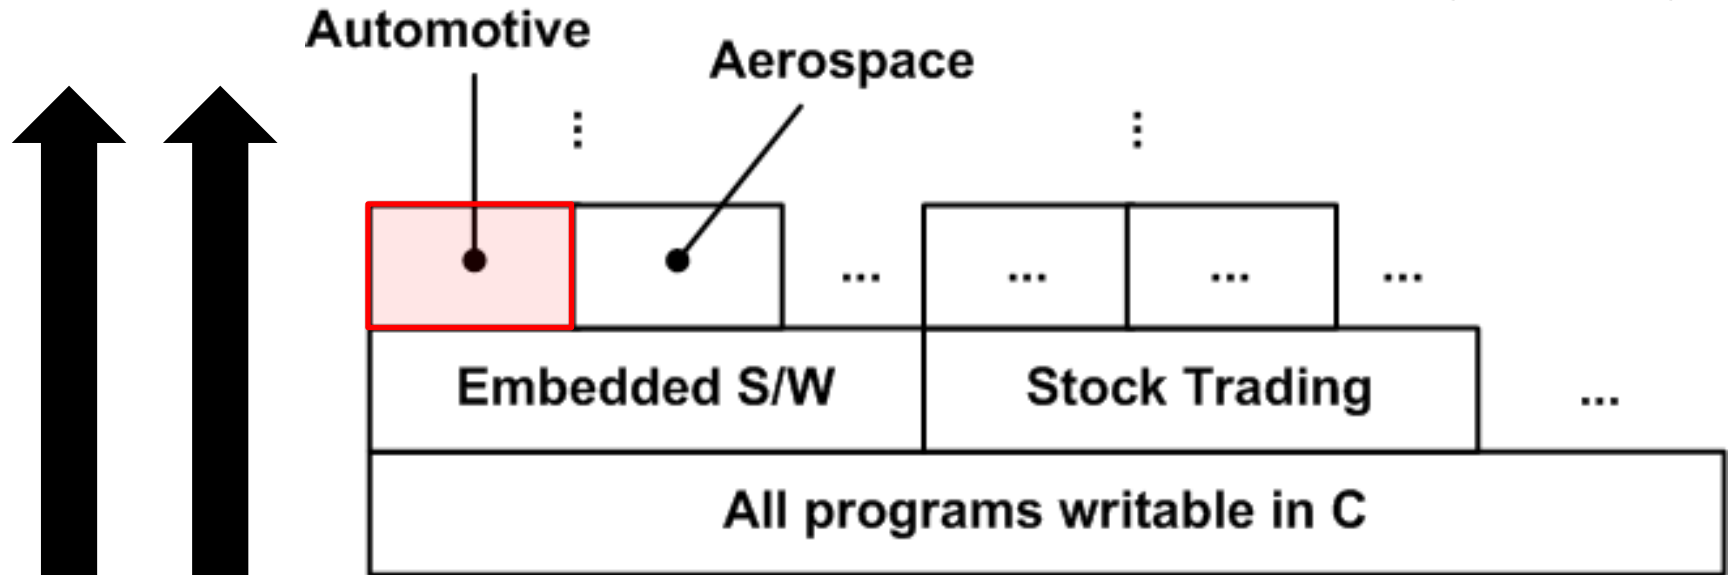 Automotive
Aerospace
⋮
⋮
...
...
...
...
Embedded S/W
Stock Trading
...
All programs writable in C